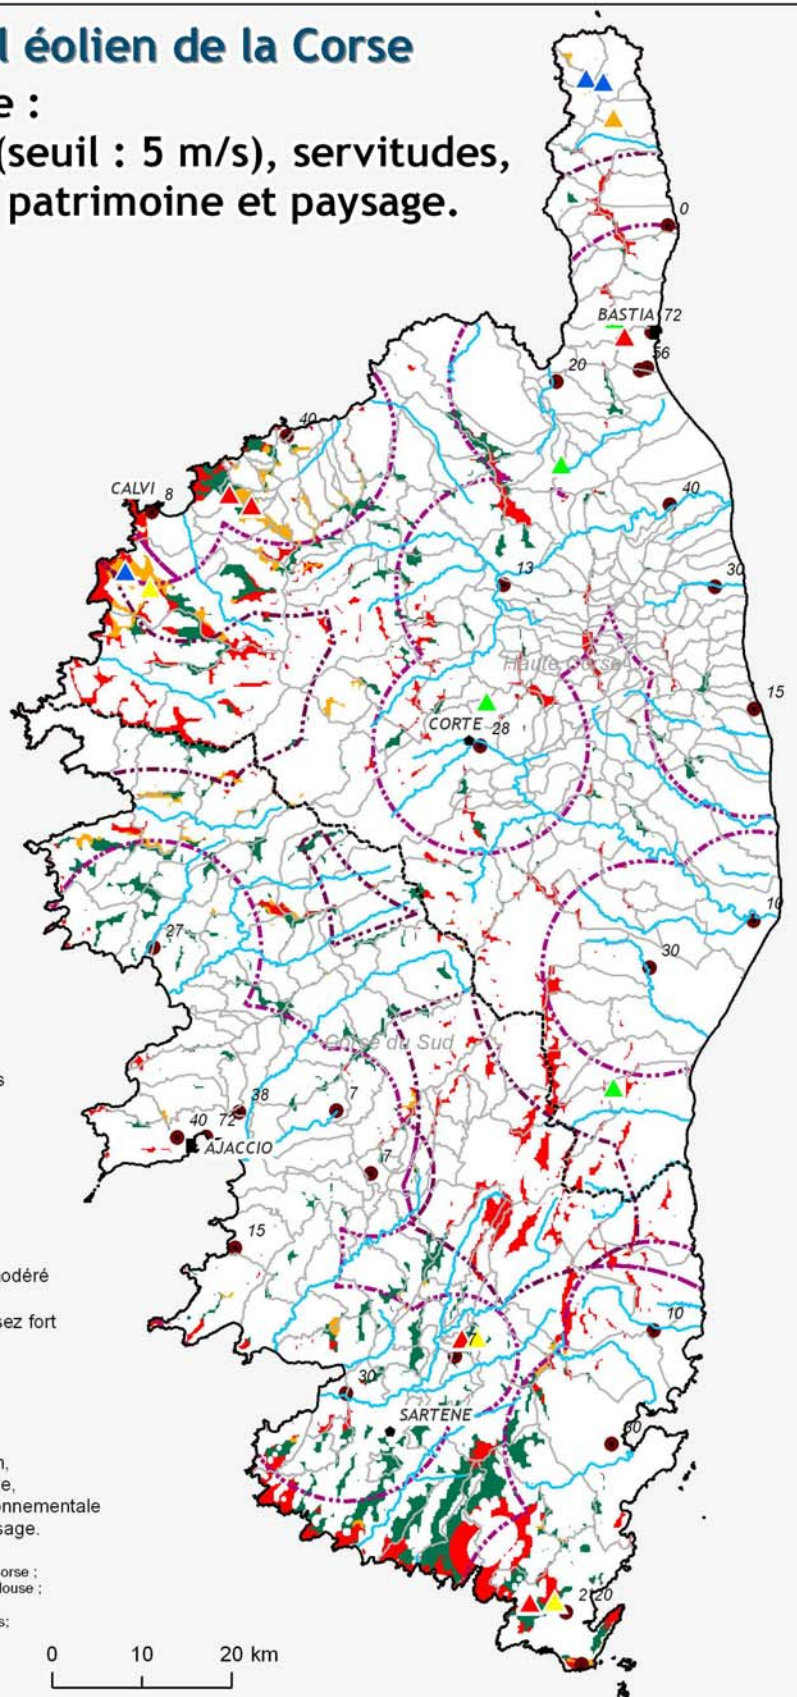 l éolien de la Corse
e :
(seuil : 5 m/s), servitudes,
patrimoine et paysage.
0
BASTIA 72
56
20
40
CALVI 8
40
13
30
Haute Corse
15
CORTE 28
10
27
30
s
Corse du Sud
38
7
40 72
AJACCIO
7
15
odéré
sez fort
10
7
30
SARTENE
n,
e,
onnementale
sage.
orse ;
louse ;
s;
20
0 10 20 km